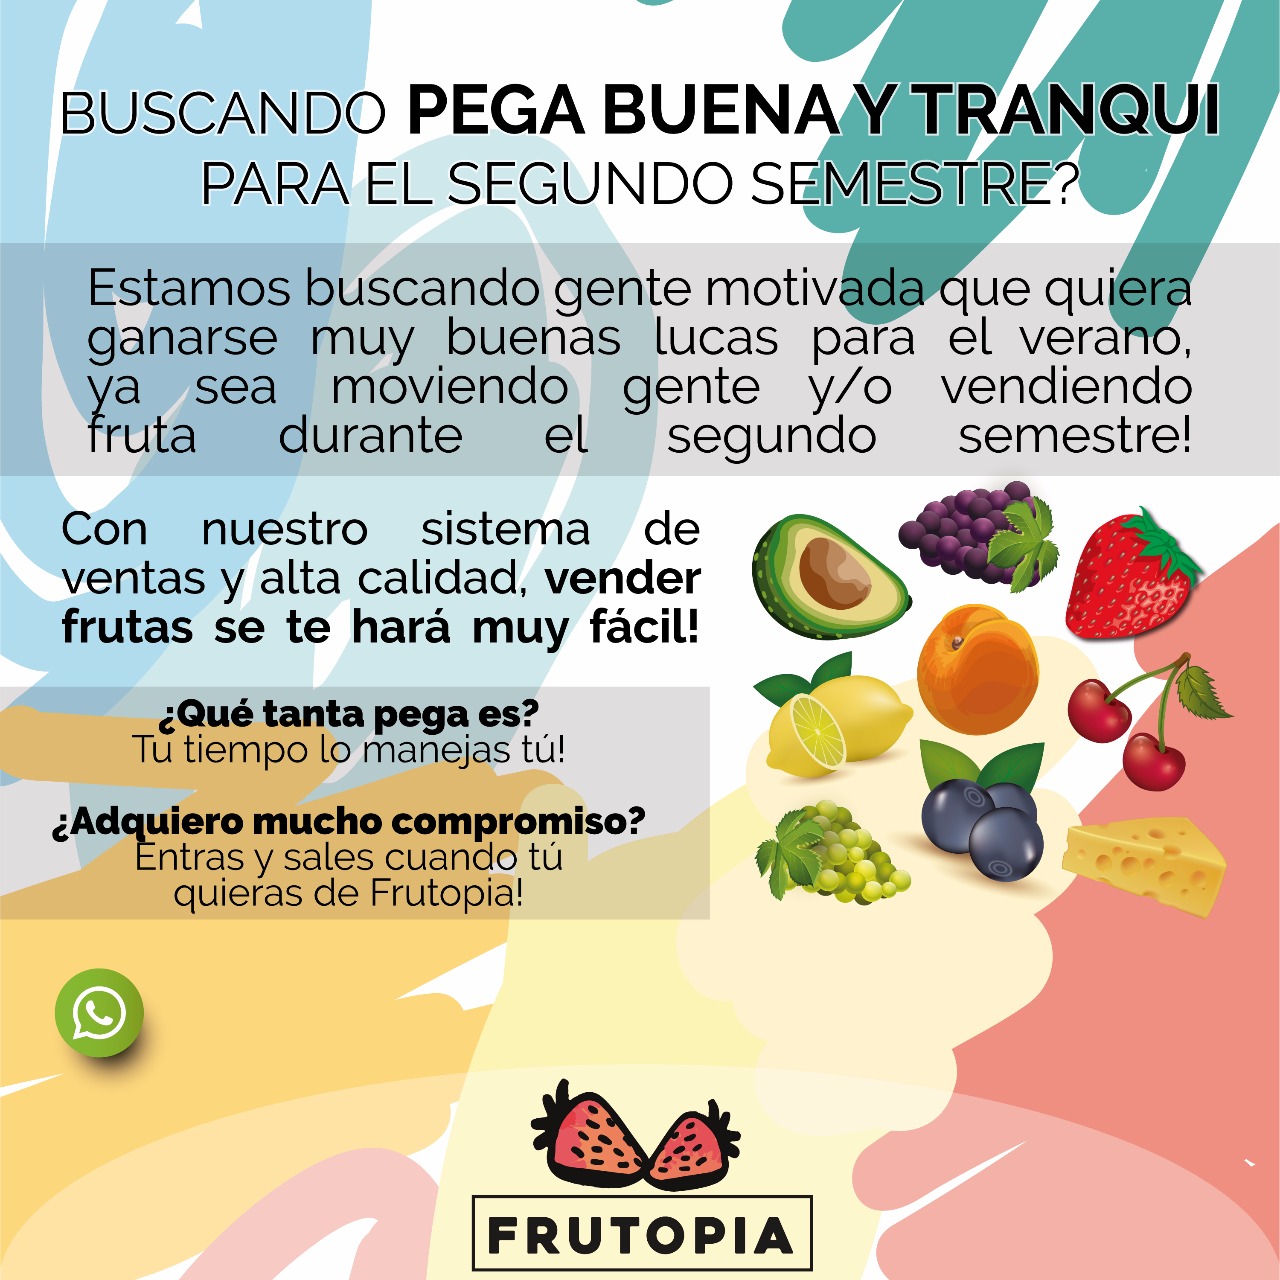 BUSCANDO PEGA BUENA Y TRANQUI
PARA EL SEGUNDO SEMESTRE?
Estamos buscando gente motivada que quiera
ganarse muy buenas lucas para el verano,
ya sea moviendo gente y/o vendiendo
fruta durante el segundo semestre!
Con nuestro sistema de
ventas y alta calidad, vender
frutas se te hará muy fácil!
¿Qué tanta pega es?
Tu tiempo lo manejas tú!
¿Adquiero mucho compromiso?
Entras y sales cuando tú
quieras de Frutopia!
FRUTOPIA